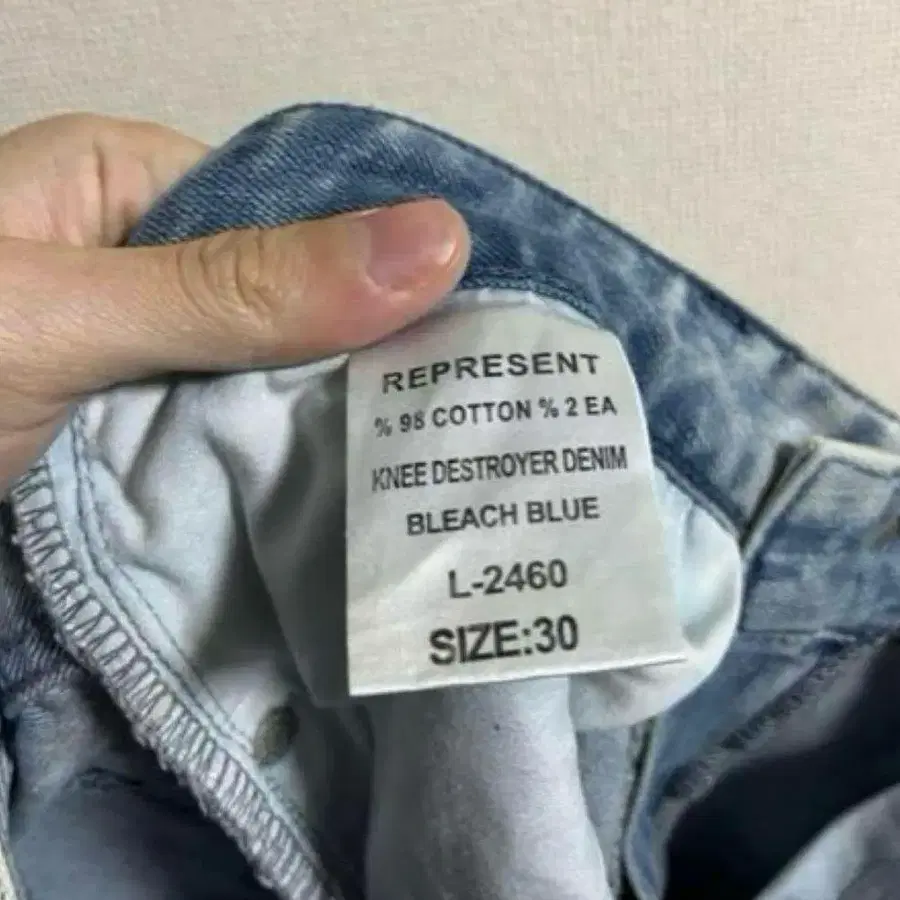 REPRESENT
% 98 COTTON % 2 EA
KNEE DESTROYER DENIM
BLEACH BLUE
L-2460
SIZE:30